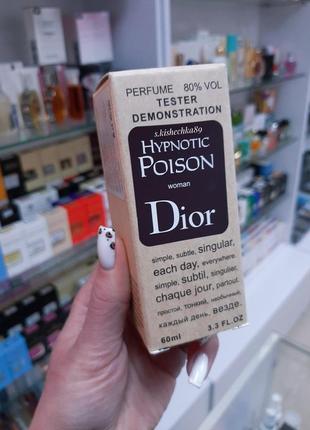 PERFUME 80% VOL
TESTER
DEMONSTRATION
s.kishechka89
HYPNOTIC
POISON
woman
Dior
simple, subtle, singular,
each day, everywhere.
simple, subtil, singulier,
chaque jour, partout.
простой, тонкий, необычный,
каждый день, везде.
60ml 3.3 FL.OZ